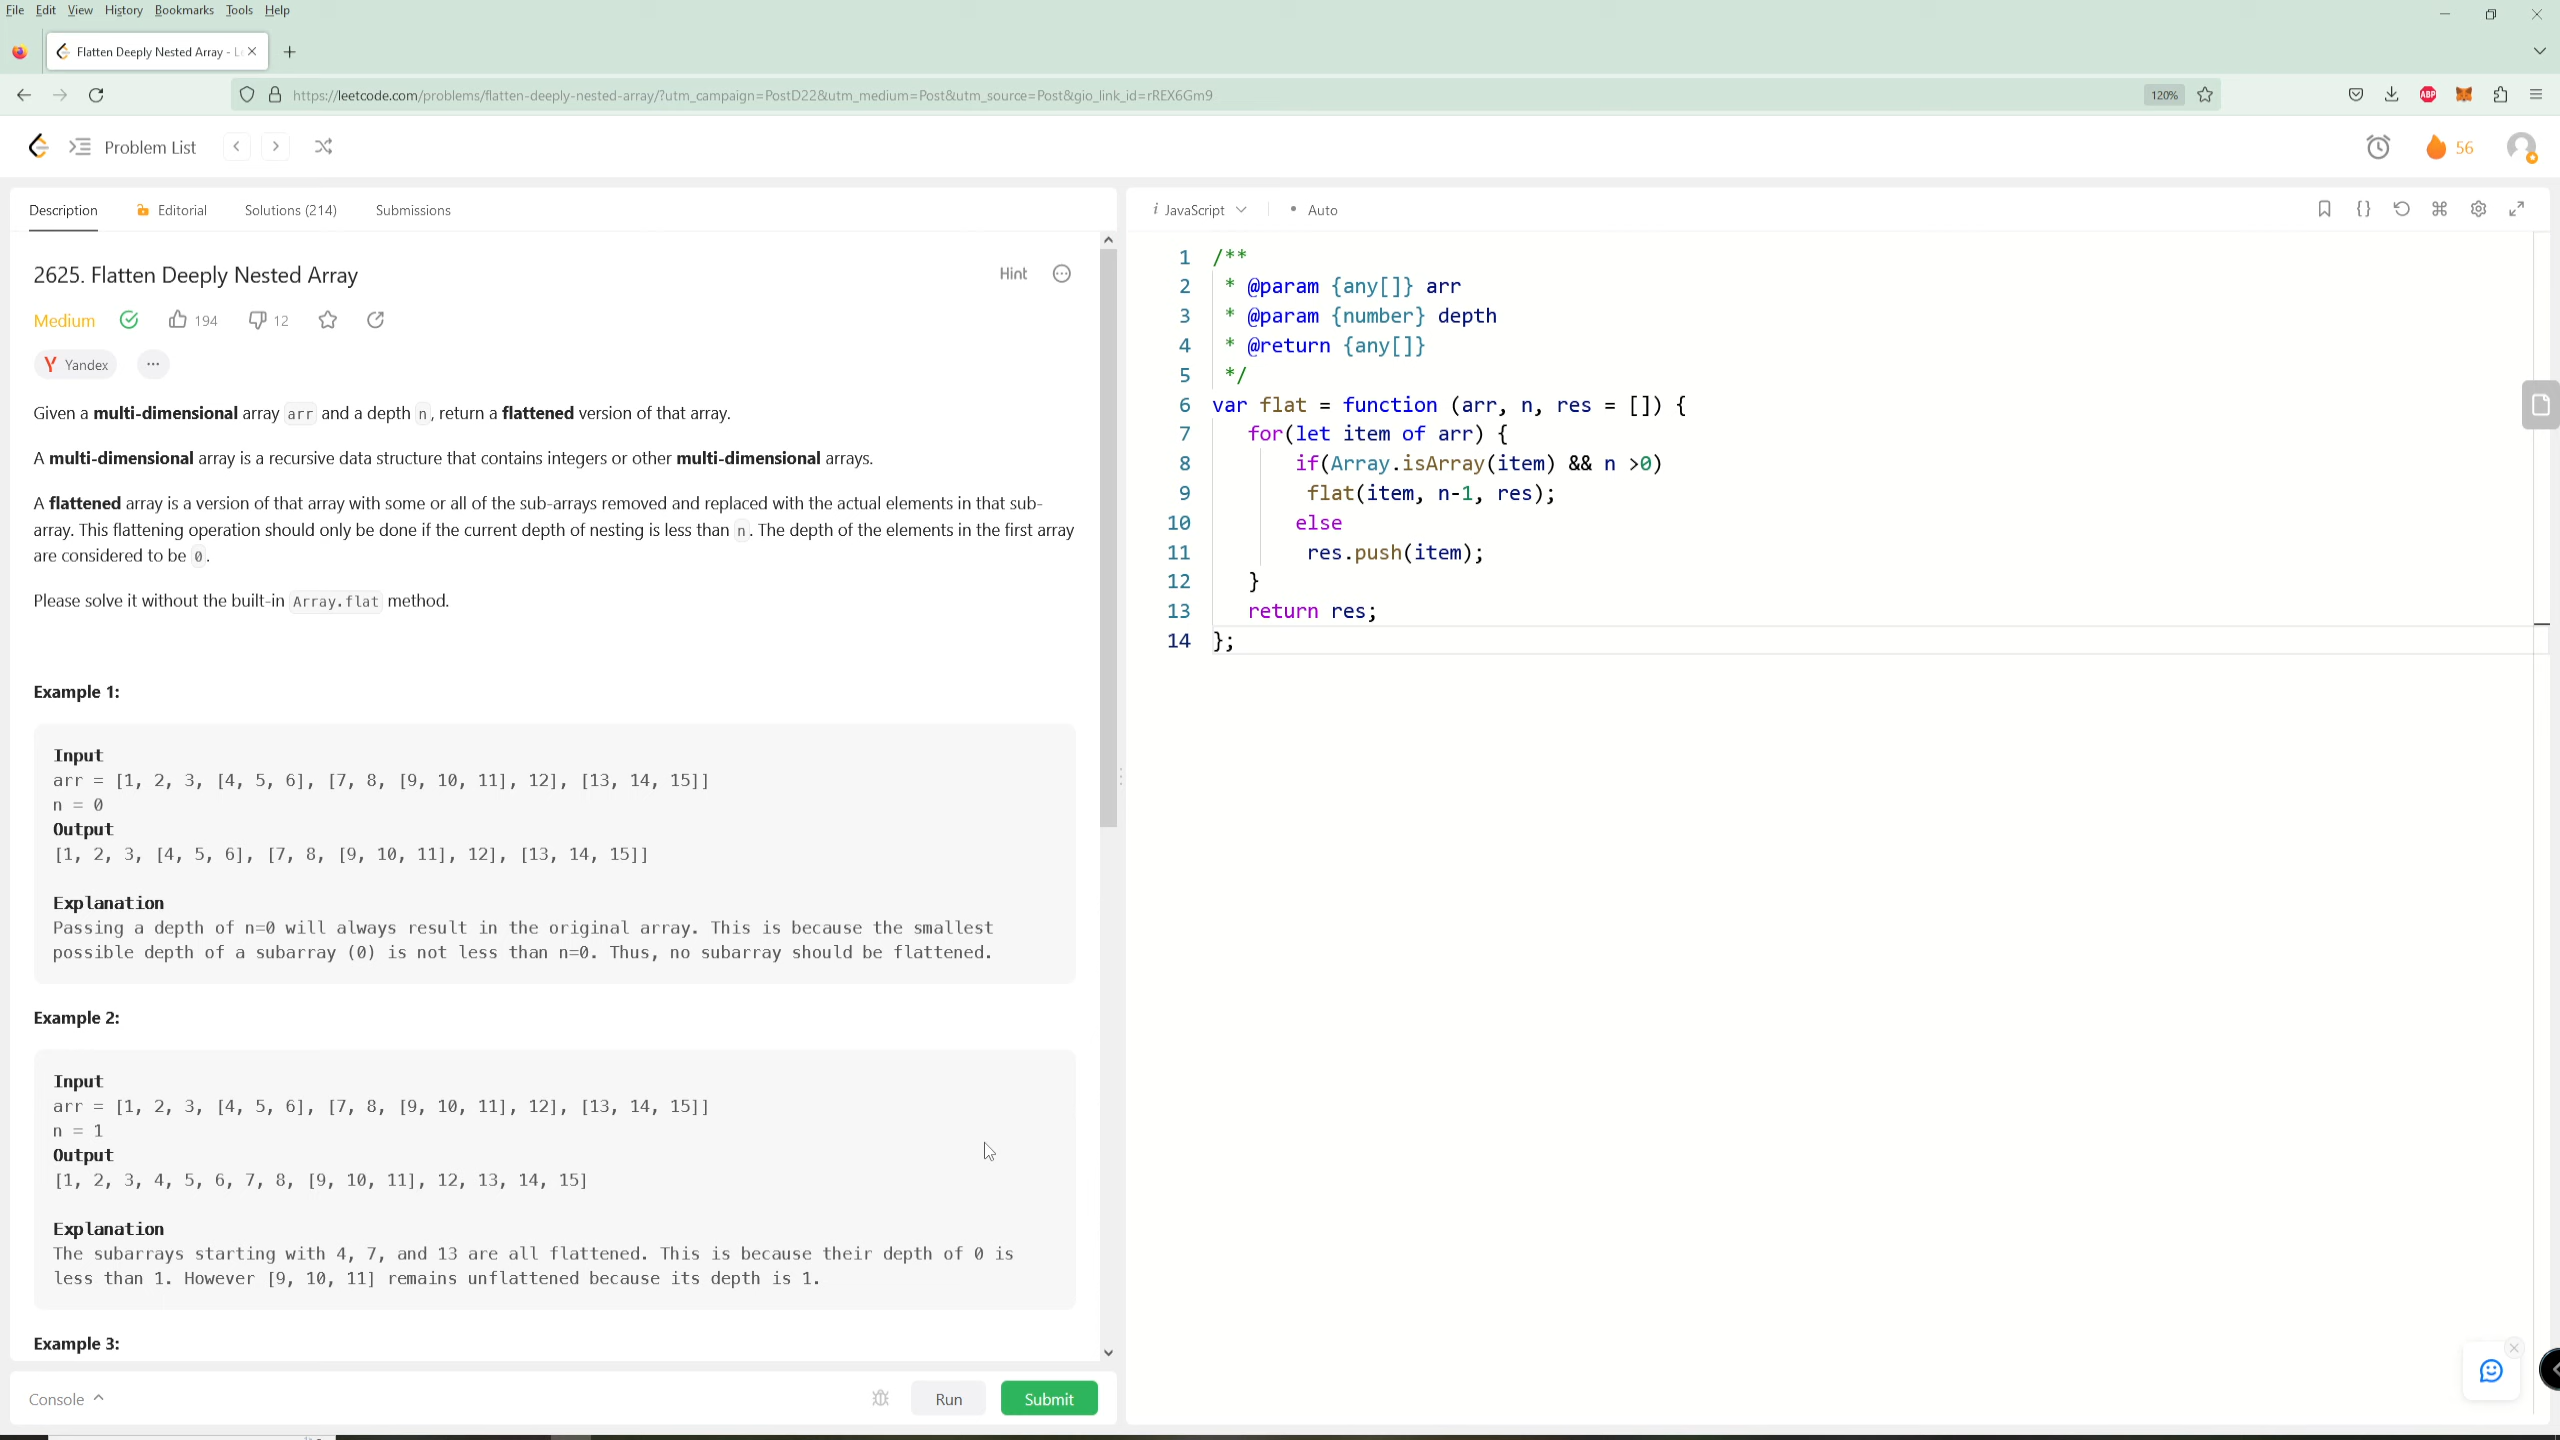 File Edit View History Bookmarks Tools Help
Flatten Deeply Nested Array - L
https://leetcode.com/problems/flatten-deeply-nested-array/?utm_campaign=PostD22&utm_medium=Post&utm_source=Post&gio_link_id=rREX6Gm9
120%
ABP
Problem List
56
Description Editorial Solutions (214) Submissions
2625. Flatten Deeply Nested Array
Hint
Medium 194 12
Yandex
Given a multi-dimensional array arr and a depth n, return a flattened version of that array.
A multi-dimensional array is a recursive data structure that contains integers or other multi-dimensional arrays.
A flattened array is a version of that array with some or all of the sub-arrays removed and replaced with the actual elements in that sub-
array. This flattening operation should only be done if the current depth of nesting is less than n. The depth of the elements in the first array
are considered to be 0.
Please solve it without the built-in Array.flat method.
Example 1:
Input
arr = [1, 2, 3, [4, 5, 6], [7, 8, [9, 10, 11], 12], [13, 14, 15]]
n = 0
Output
[1, 2, 3, [4, 5, 6], [7, 8, [9, 10, 11], 12], [13, 14, 15]]
Explanation
Passing a depth of n=0 will always result in the original array. This is because the smallest
possible depth of a subarray (0) is not less than n=0. Thus, no subarray should be flattened.
Example 2:
Input
arr = [1, 2, 3, [4, 5, 6], [7, 8, [9, 10, 11], 12], [13, 14, 15]]
n = 1
Output
[1, 2, 3, 4, 5, 6, 7, 8, [9, 10, 11], 12, 13, 14, 15]
Explanation
The subarrays starting with 4, 7, and 13 are all flattened. This is because their depth of 0 is
less than 1. However [9, 10, 11] remains unflattened because its depth is 1.
Example 3:
Console
Run
Submit
i JavaScript • Auto
1 /**
2 * @param {any[]} arr
3 * @param {number} depth
4 * @return {any[]}
5 */
6 var flat = function (arr, n, res = []) {
7 for(let item of arr) {
8 if(Array.isArray(item) && n >0)
9 flat(item, n-1, res);
10 else
11 res.push(item);
12 }
13 return res;
14 };